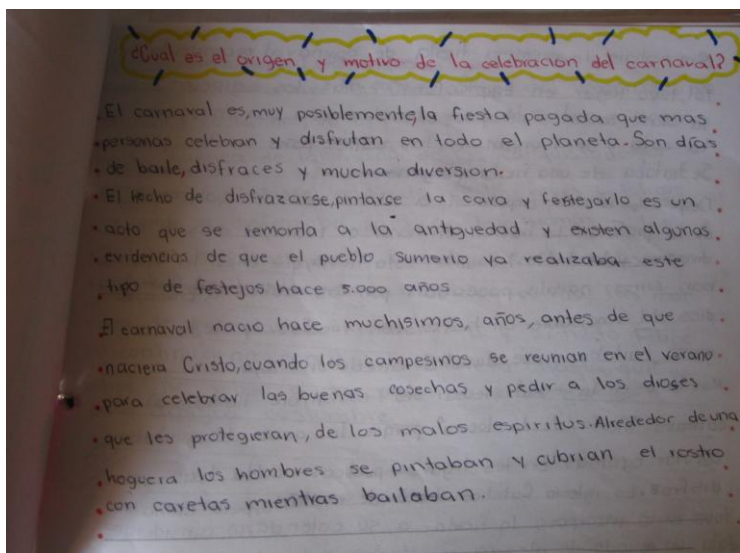 ¿Cual es el origen y motivo de la celebracion del carnaval?
El carnaval es, muy posiblemente, la fiesta pagada que mas
personas celebran y disfrutan en todo el planeta. Son días
de baile, disfraces y mucha diversion.
El hecho de disfrazarse, pintarse la cara, y festejarlo es un
acto que se remonta a la antiguedad y existen algunas
evidencias de que el pueblo sumerio ya realizaba este
tipo de festejos hace 5.000 años
El carnaval nacio hace muchisimos, años, antes de que
naciera Cristo, cuando los campesinos se reunian en el verano
para celebrar las buenas cosechas y pedir a los dioses
que les protegieran, de los malos espiritus. Alrededor de una
hoguera los hombres se pintaban y cubrian el rostro
con caretas mientras bailaban.